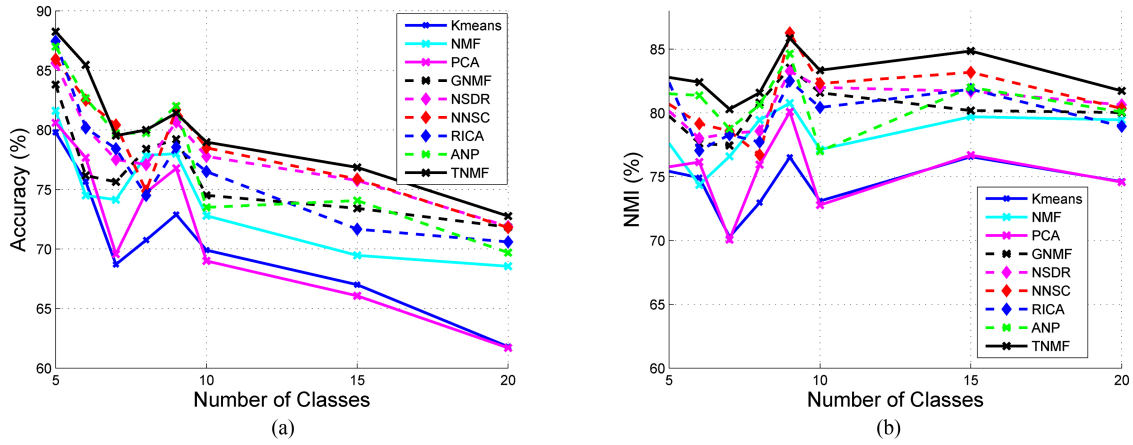 90
85
80
75
70
65
60
Accuracy (%)
5
10
15
20
Number of Classes
Kmeans
NMF
PCA
GNMF
NSDR
NNSC
RICA
ANP
TNMF
(a)
85
80
75
70
65
60
NMI (%)
5
10
15
20
Number of Classes
Kmeans
NMF
PCA
GNMF
NSDR
NNSC
RICA
ANP
TNMF
(b)